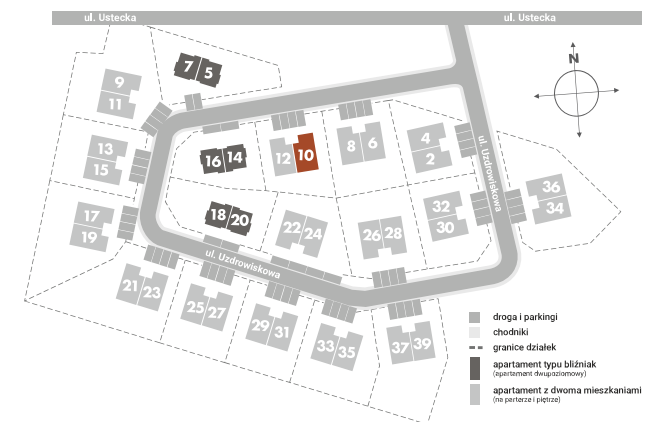 ul. Ustecka
ul. Ustecka
N
7 5
9
11
13
15
17
19
16 14
12 10
8 6
4
2
18 20
22 24
26 28
32
30
36
34
ul. Uzdrowiskowa
ul. Uzdrowiskowa
21 23
25 27
29 31
33 35
37 39
droga i parkingi
chodniki
granice działek
apartament typu bliźniak
(apartament dwupoziomowy)
apartament z dwoma mieszkaniami
(na parterze i piętrze)